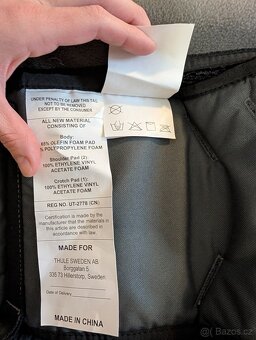 UNDER PENALTY OF LAW THIS TAG
NOT TO BE REMOVED
EXCEPT BY THE CONSUMER
ALL NEW MATERIAL
CONSISTING OF
Body:
65% OLEFIN FOAM PAD
% POLYPROPYLENE FOAM
Shoulder Pad (2):
100% ETHYLENE VINYL
ACETATE FOAM
Crotch Pad (1):
100% ETHYLENE VINYL
ACETATE FOAM
REG NO. UT-2778 (CN)
Certification is made by the
manufacturer that the materials in
this article are described in
accordance with law.
MADE FOR
THULE SWEDEN AB
Borggatan 5
335 73 Hillerstorp, Sweden
Date of Delivery
MADE IN CHINA
© Bazos.cz